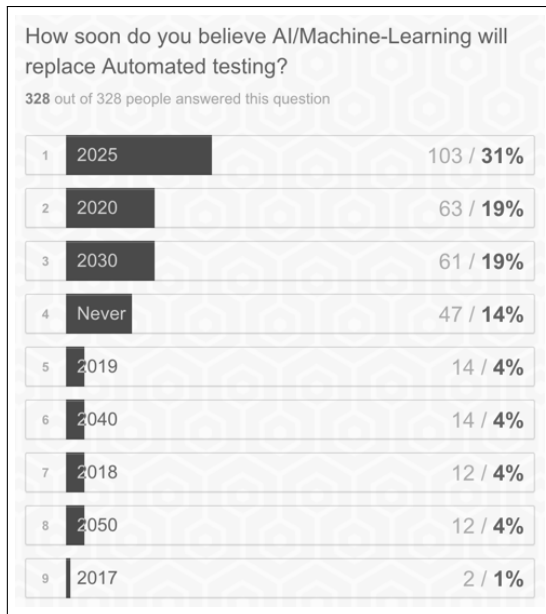 How soon do you believe AI/Machine-Learning will
replace Automated testing?
328 out of 328 people answered this question
1 2025 103 / 31%
2 2020 63 / 19%
3 2030 61 / 19%
4 Never 47 / 14%
5 2019 14 / 4%
6 2040 14 / 4%
7 2018 12 / 4%
8 2050 12 / 4%
9 2017 2 / 1%